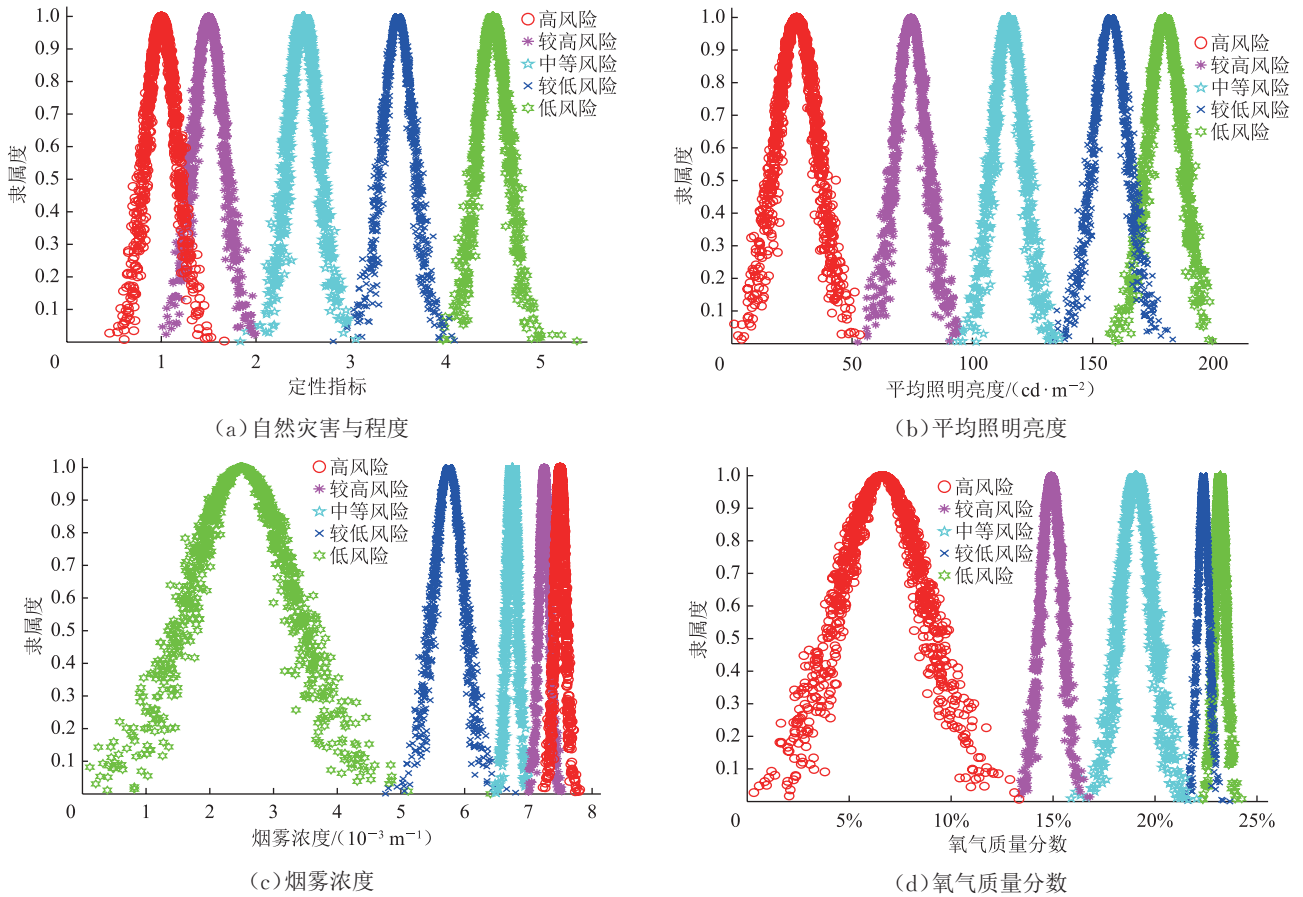 1.0
0.9
0.8
0.7
0.6
0.5
0.4
0.3
0.2
0.1
0
1
2
3
4
5
隶属度
定性指标
高风险
较高风险
中等风险
较低风险
低风险
(a)自然灾害与程度
1.0
0.9
0.8
0.7
0.6
0.5
0.4
0.3
0.2
0.1
0
50
100
150
200
隶属度
平均照明亮度/(cd·m⁻²)
高风险
较高风险
中等风险
较低风险
低风险
(b)平均照明亮度
1.0
0.9
0.8
0.7
0.6
0.5
0.4
0.3
0.2
0.1
0
1
2
3
4
5
6
7
8
隶属度
烟雾浓度/(10⁻³ m⁻¹)
高风险
较高风险
中等风险
较低风险
低风险
(c)烟雾浓度
1.0
0.9
0.8
0.7
0.6
0.5
0.4
0.3
0.2
0.1
0
5%
10%
15%
20%
25%
隶属度
氧气质量分数
高风险
较高风险
中等风险
较低风险
低风险
(d)氧气质量分数